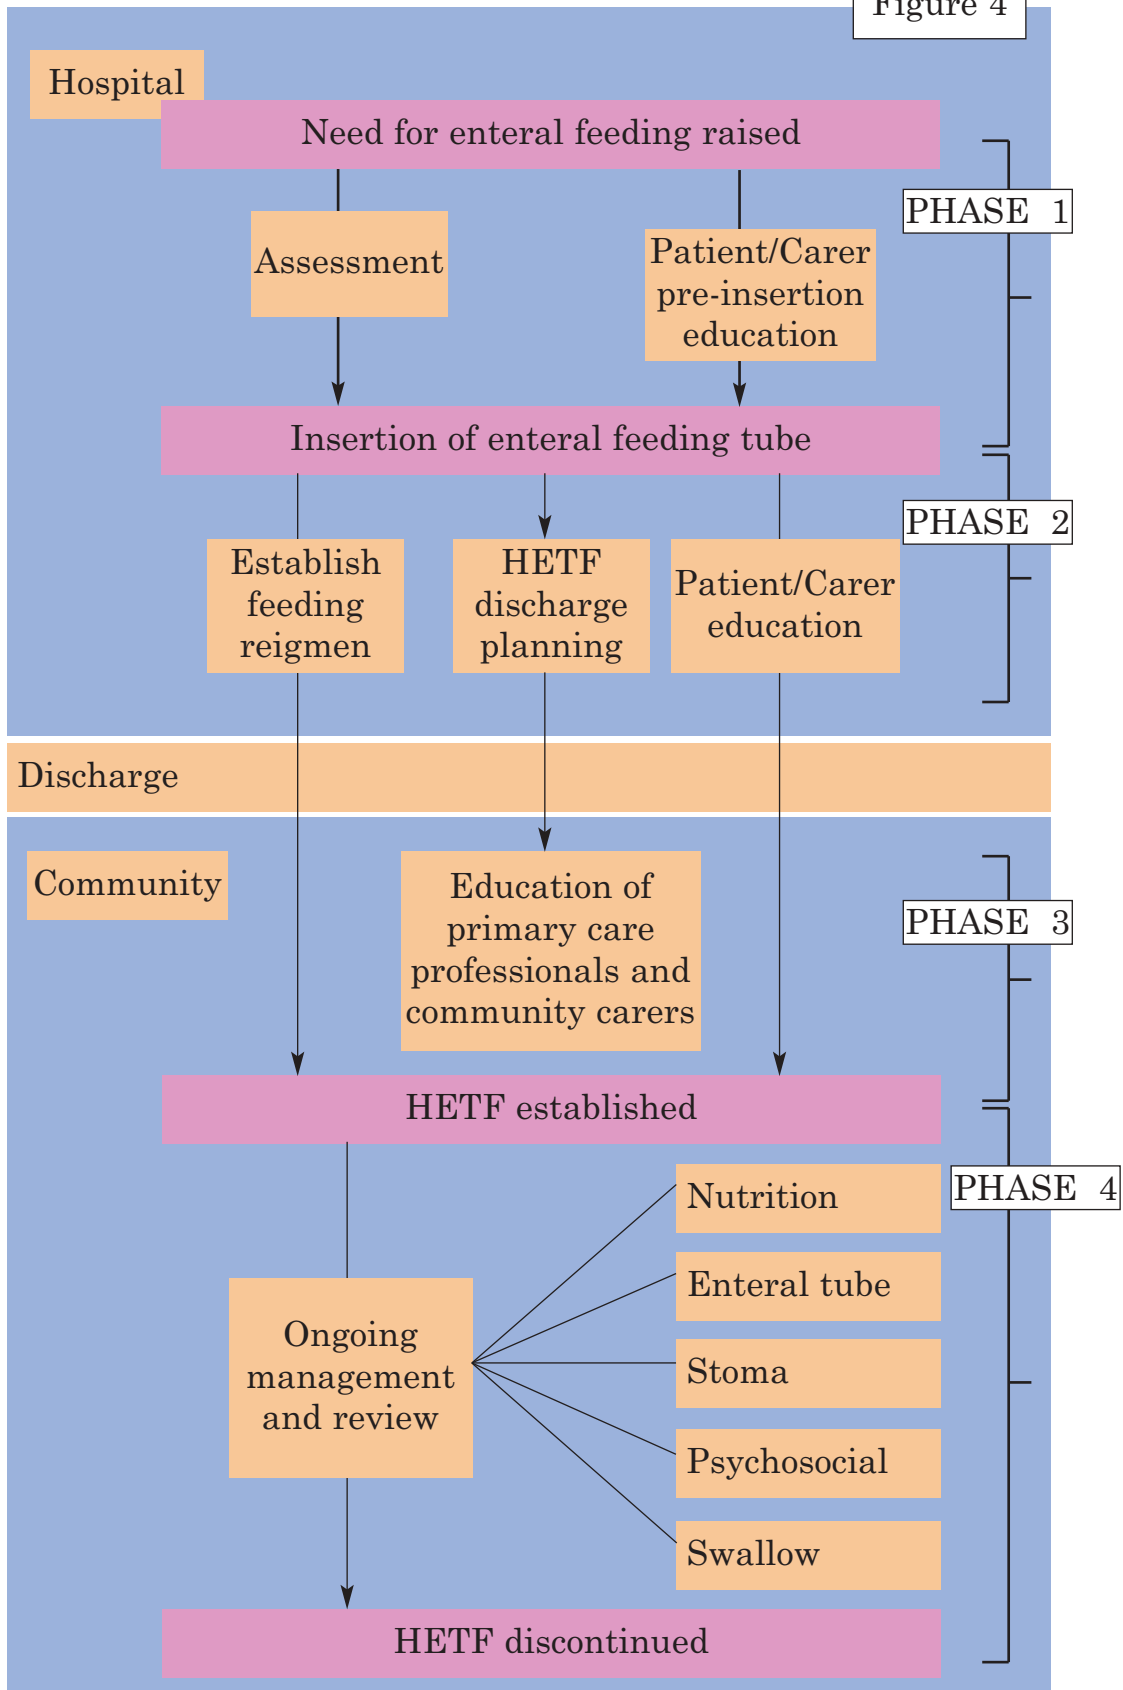 Figure 4
Hospital
Need for enteral feeding raised
PHASE 1
Assessment
Patient/Carer
pre-insertion
education
Insertion of enteral feeding tube
PHASE 2
Establish
feeding
reigmen
HETF
discharge
planning
Patient/Carer
education
Discharge
Community
Education of
primary care
professionals and
community carers
PHASE 3
HETF established
PHASE 4
Nutrition
Enteral tube
Ongoing
management
and review
Stoma
Psychosocial
Swallow
HETF discontinued